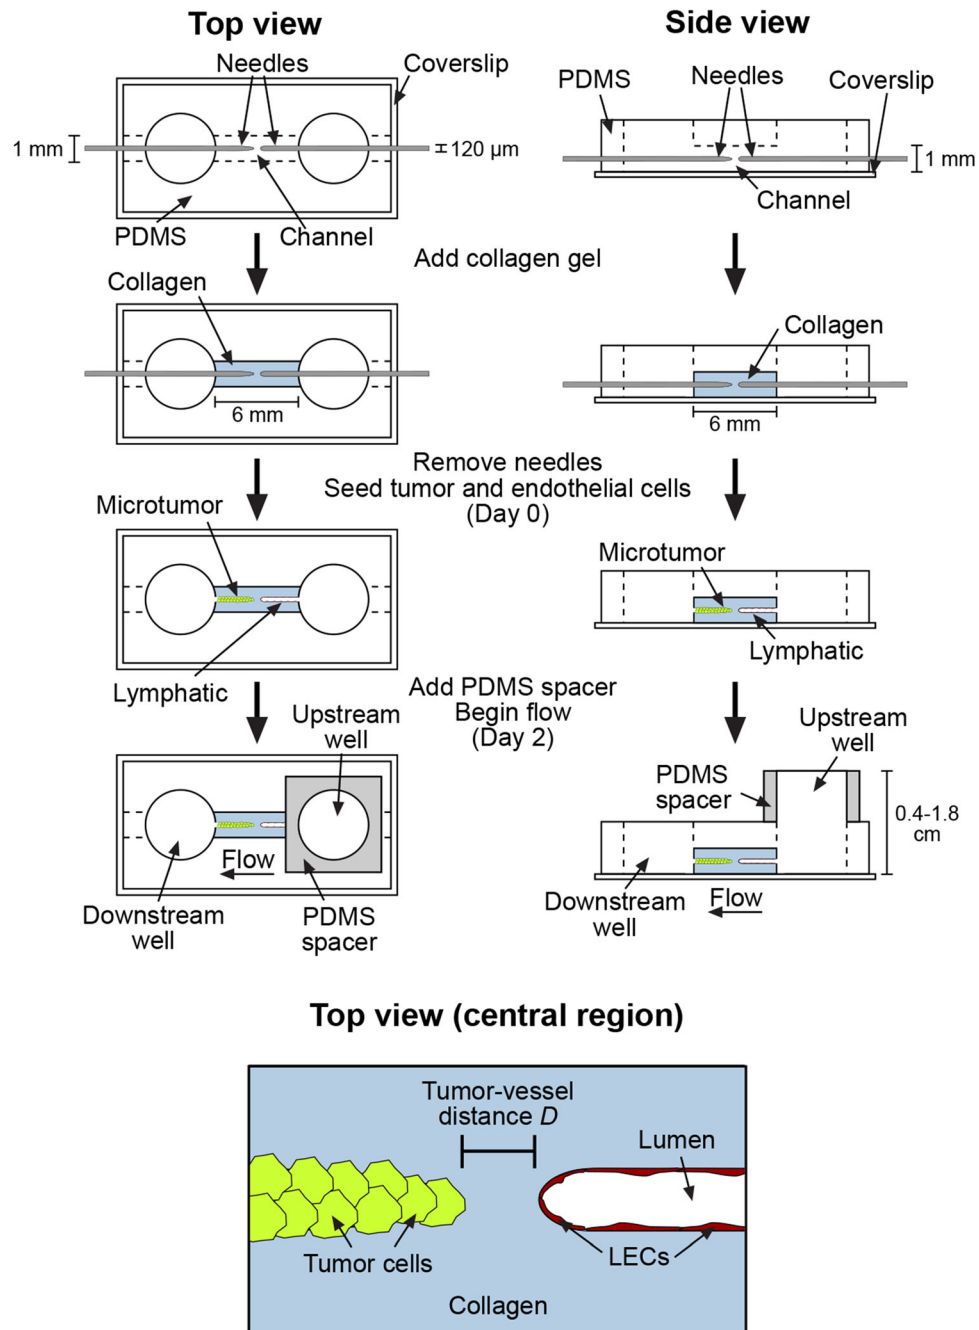 Top view
Side view
Needles
Coverslip
1 mm
120 µm
PDMS
Channel
PDMS
Needles
Coverslip
1 mm
Channel
Add collagen gel
Collagen
6 mm
Collagen
6 mm
Remove needles
Seed tumor and endothelial cells
(Day 0)
Microtumor
Lymphatic
Microtumor
Lymphatic
Add PDMS spacer
Begin flow
(Day 2)
Upstream
well
Flow
Downstream
well
PDMS
spacer
Upstream
well
PDMS
spacer
0.4-1.8
cm
Downstream
well
Flow
Top view (central region)
Tumor-vessel
distance D
Lumen
Tumor cells
LECs
Collagen